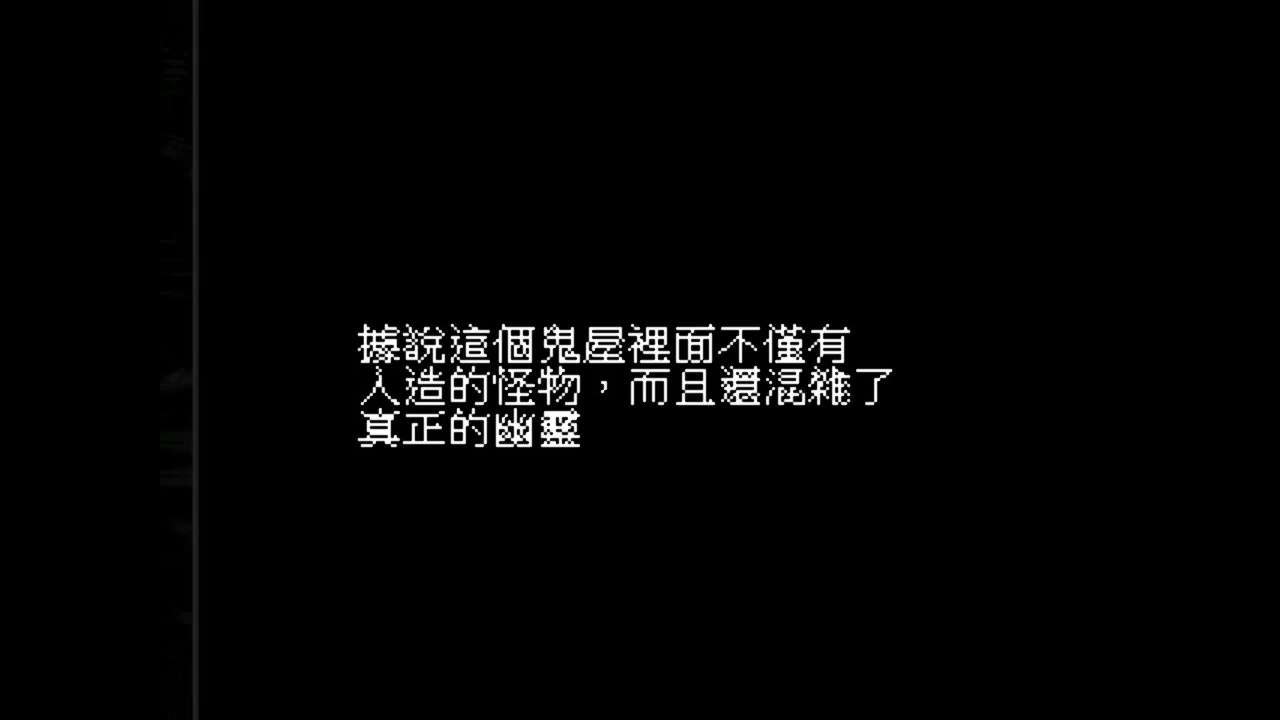 據說這個鬼屋裡面不僅有
人造的怪物，而且還混雜了
真正的幽靈